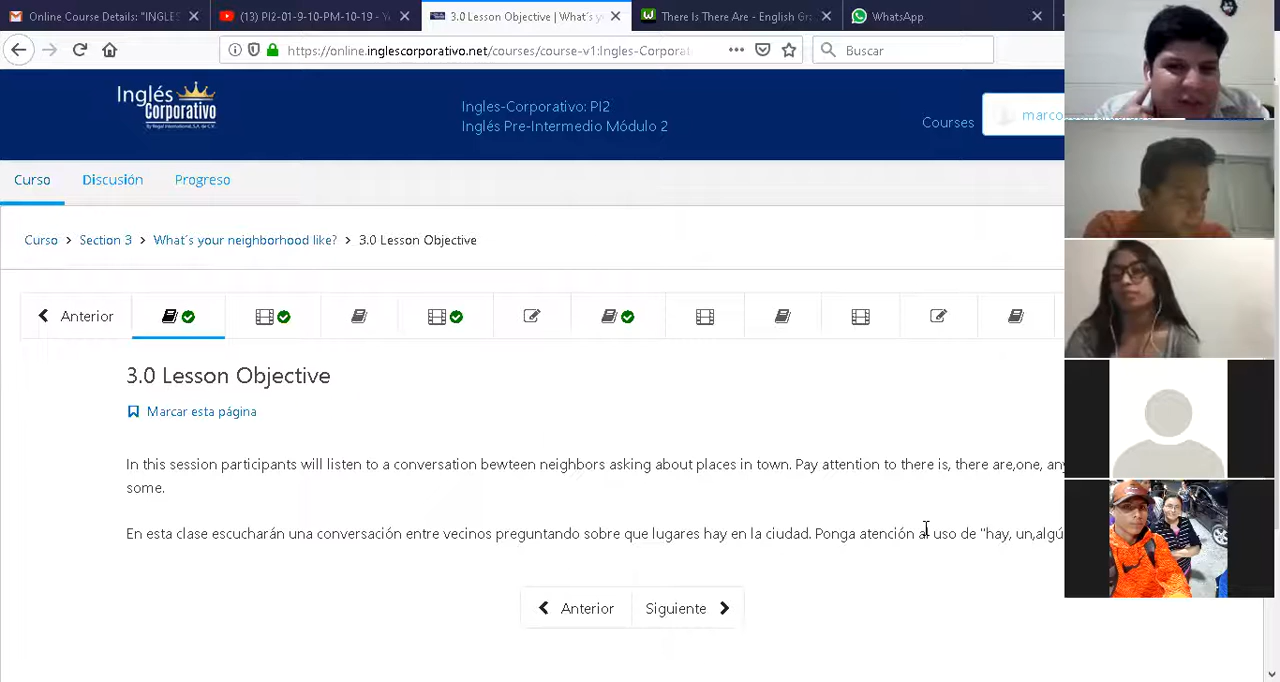 Online Course Details: "INGLES
(13) PI2-01-9-10-PM-10-19 - Y
3.0 Lesson Objective | What's y
There Is There Are - English Gr
WhatsApp
https://online.inglescorporativo.net/courses/course-v1:Ingles-Corporat
Buscar
Inglés
Corporativo
Ingles-Corporativo: PI2
Inglés Pre-Intermedio Módulo 2
Courses
marco
Curso
Discusión
Progreso
Curso > Section 3 > What's your neighborhood like? > 3.0 Lesson Objective
Anterior
3.0 Lesson Objective
Marcar esta página
In this session participants will listen to a conversation bewteen neighbors asking about places in town. Pay attention to there is, there are,one, any
some.
En esta clase escucharán una conversación entre vecinos preguntando sobre que lugares hay en la ciudad. Ponga atención al uso de "hay, un,algú
Anterior
Siguiente